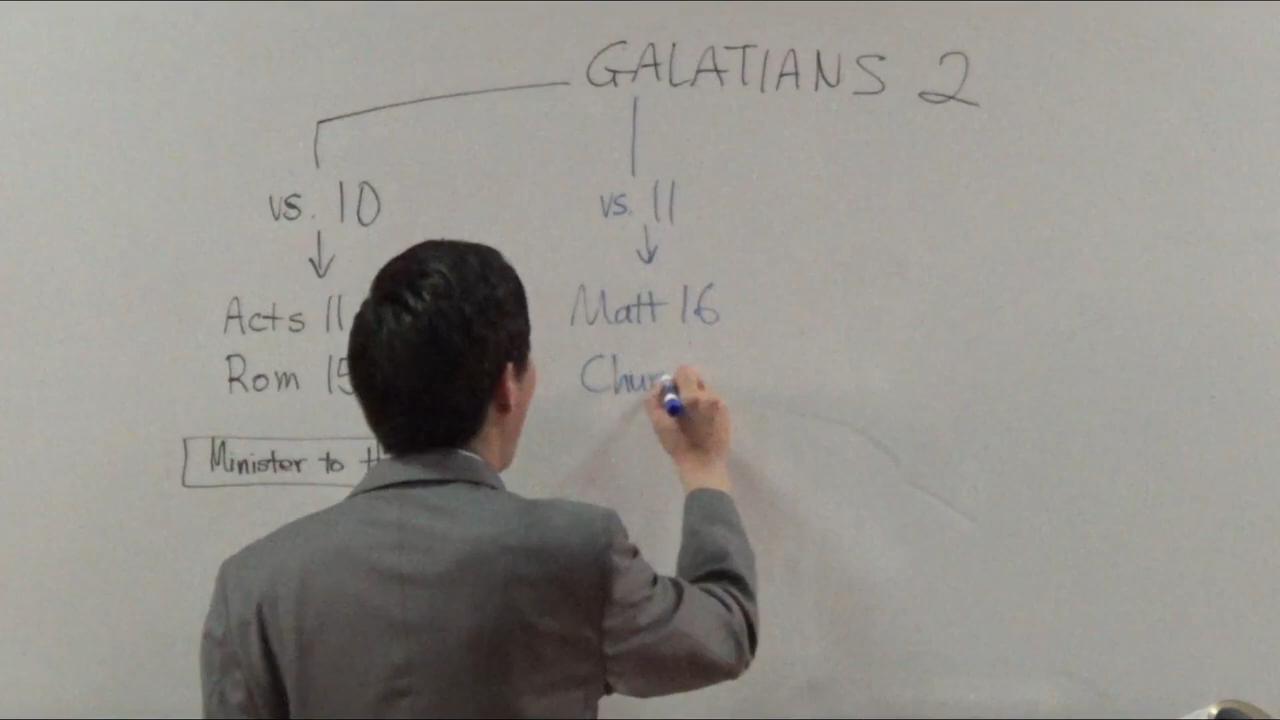 GALATIANS 2
vs. 10
vs. 11
Acts 11
Matt 16
Rom 15
Minister to